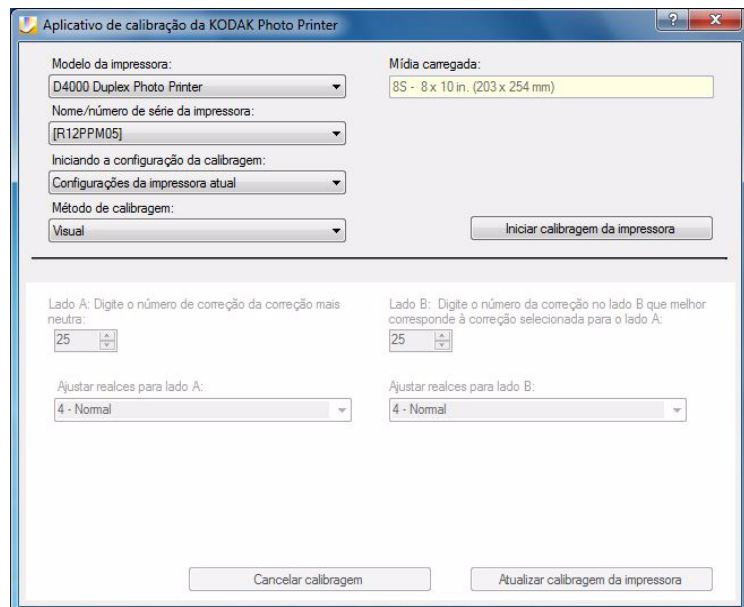 Aplicativo de calibração da KODAK Photo Printer
Modelo da impressora:
D4000 Duplex Photo Printer
Nome/número de série da impressora:
[R12PPM05]
Iniciando a configuração da calibragem:
Configurações da impressora atual
Método de calibragem:
Visual
Mídia carregada:
8S - 8 x 10 in. (203 x 254 mm)
Iniciar calibragem da impressora
Lado A: Digite o número de correção da correção mais
neutra:
25
Lado B: Digite o número da correção no lado B que melhor
corresponde à correção selecionada para o lado A:
25
Ajustar realces para lado A:
4 - Normal
Ajustar realces para lado B:
4 - Normal
Cancelar calibragem
Atualizar calibragem da impressora